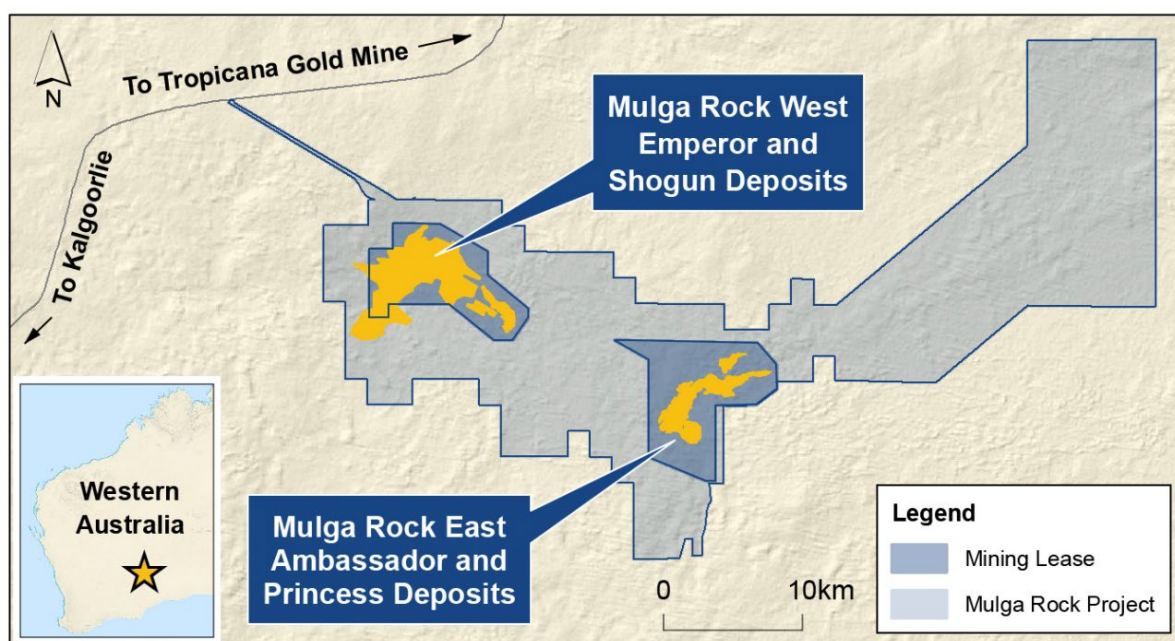 To Tropicana Gold Mine
N
Mulga Rock West
Emperor and
Shogun Deposits
To Kalgoorlie
Western
Australia
Mulga Rock East
Ambassador and
Princess Deposits
0 10km
Legend
Mining Lease
Mulga Rock Project